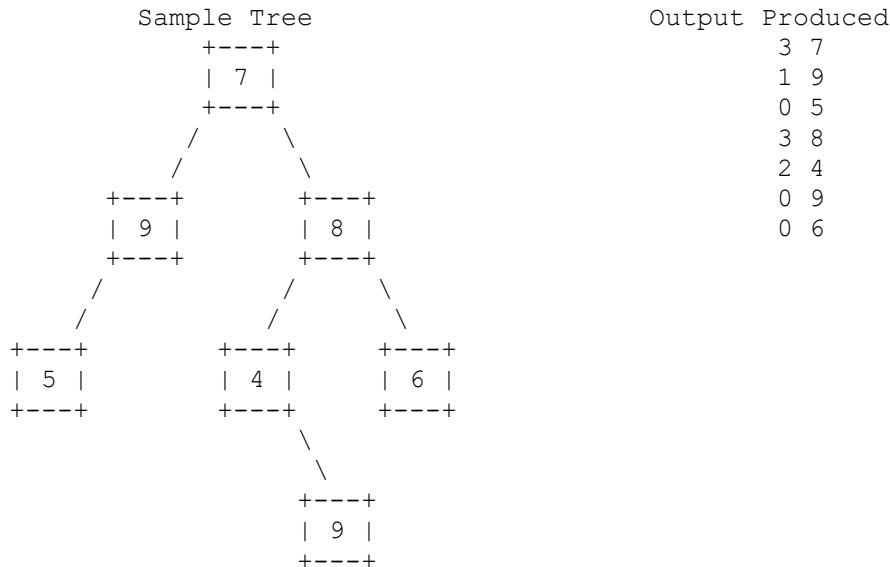 Sample Tree                    Output Produced
            +---+                              3 7
            | 7 |                              1 9
            +---+                              0 5
           /     \                             3 8
          /       \                            2 4
      +---+       +---+                        0 9
      | 9 |       | 8 |                        0 6
      +---+       +---+
     /           /     \
    /           /       \
+---+        +---+     +---+
| 5 |        | 4 |     | 6 |
+---+        +---+     +---+
                  \
                   \
                  +---+
                  | 9 |
                  +---+